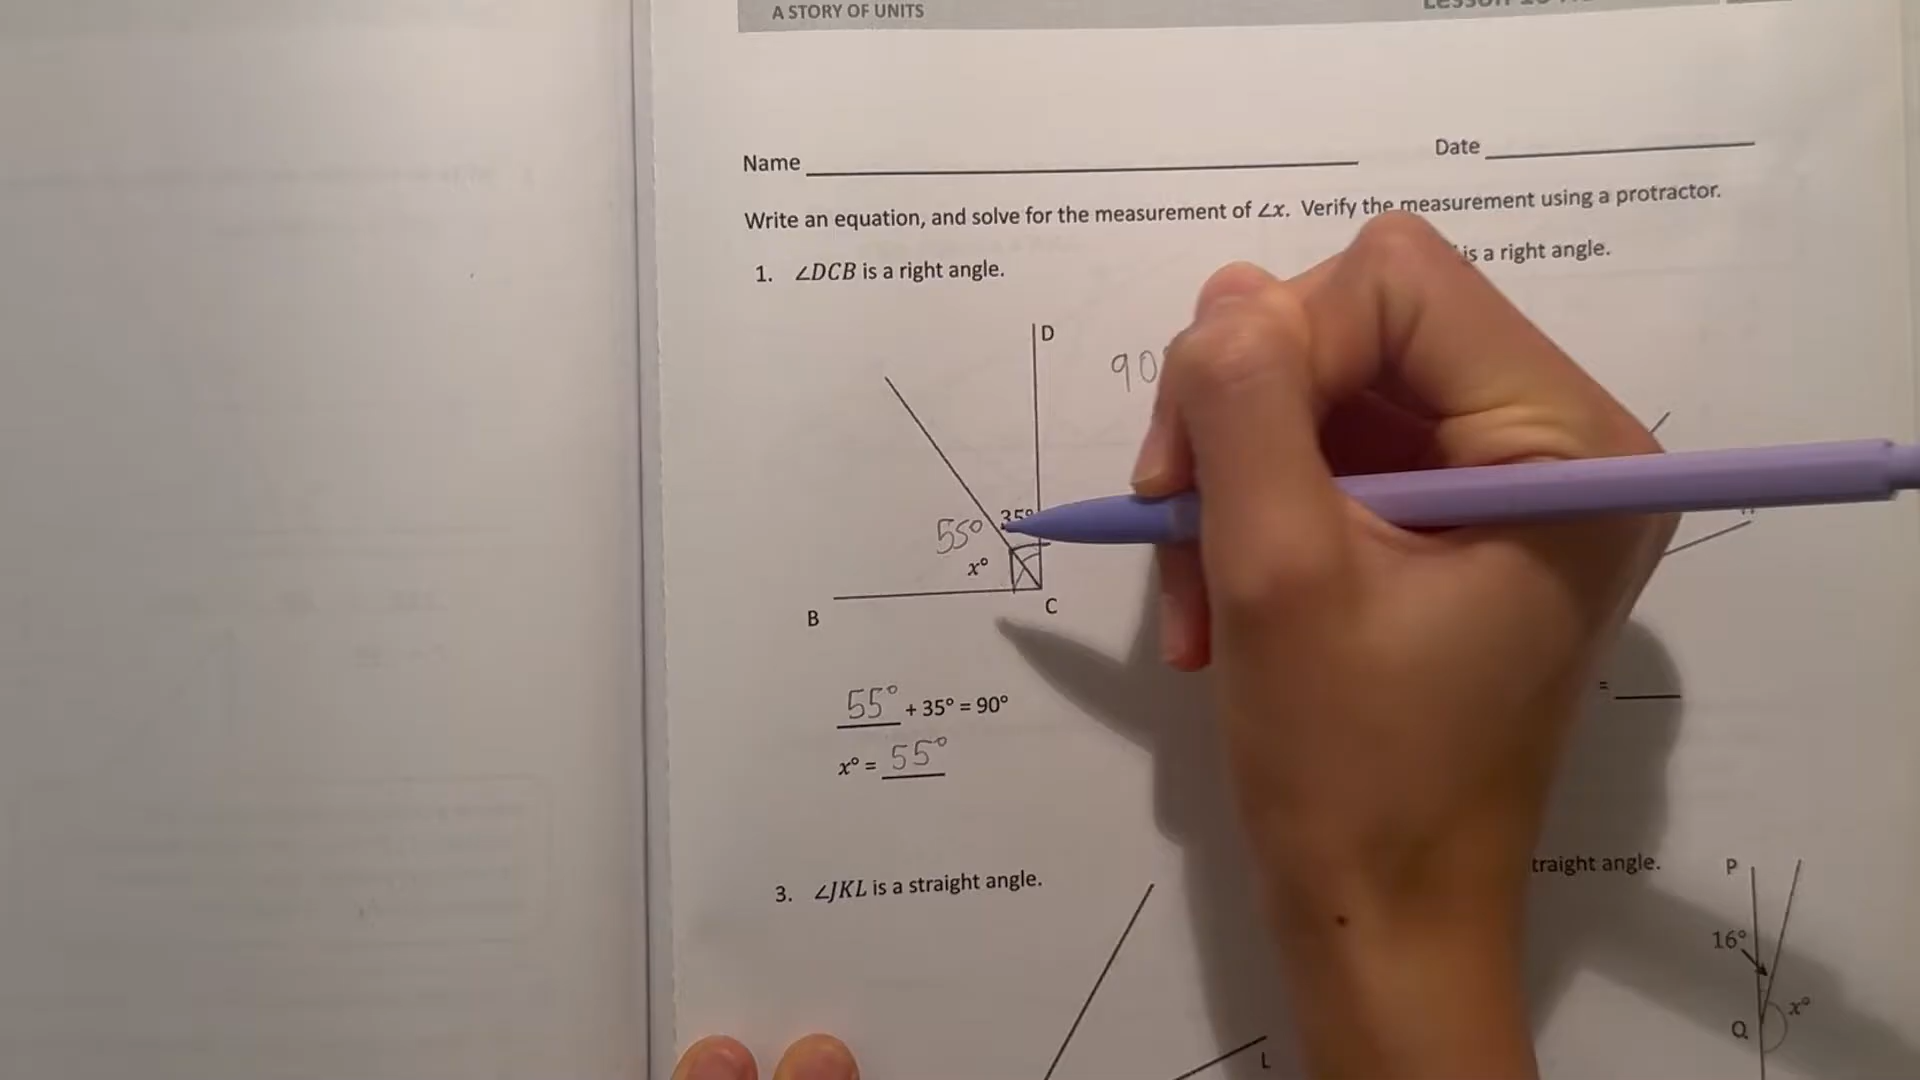 A STORY OF UNITS
Name
Date
Write an equation, and solve for the measurement of ∠x. Verify the measurement using a protractor.
1. ∠DCB is a right angle.
is a right angle.
D
90
35°
55°
x°
B
C
55° + 35° = 90°
x° = 55°
=
3. ∠JKL is a straight angle.
traight angle.
P
16°
x°
Q
L